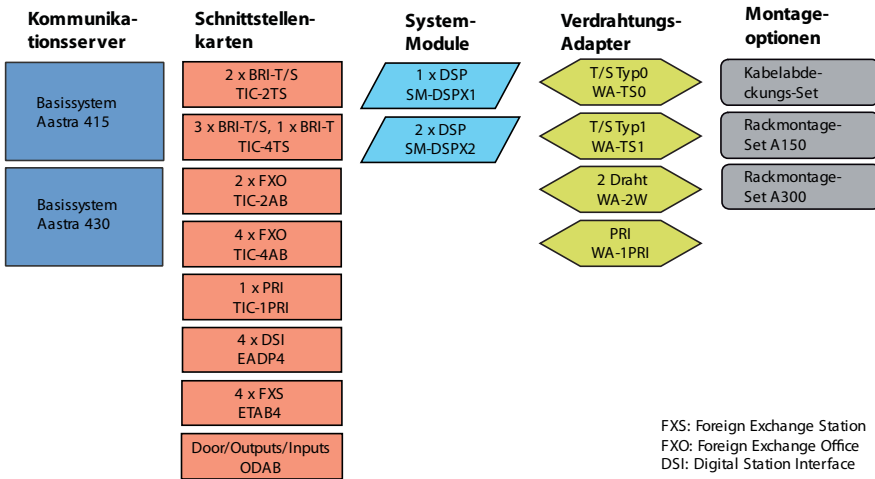 Kommunika-
tionsserver
Basissystem
Aastra 415
Basissystem
Aastra 430
Schnittstellen-
karten
2 x BRI-T/S
TIC-2TS
3 x BRI-T/S, 1 x BRI-T
TIC-4TS
2 x FXO
TIC-2AB
4 x FXO
TIC-4AB
1 x PRI
TIC-1PRI
4 x DSI
EADP4
4 x FXS
ETAB4
Door/Outputs/Inputs
ODAB
System-
Module
1 x DSP
SM-DSPX1
2 x DSP
SM-DSPX2
Verdrahtungs-
Adapter
T/S Typ0
WA-TS0
T/S Typ1
WA-TS1
2 Draht
WA-2W
PRI
WA-1PRI
Montage-
optionen
Kabelabde-
ckungs-Set
Rackmontage-
Set A150
Rackmontage-
Set A300
FXS: Foreign Exchange Station
FXO: Foreign Exchange Office
DSI: Digital Station Interface